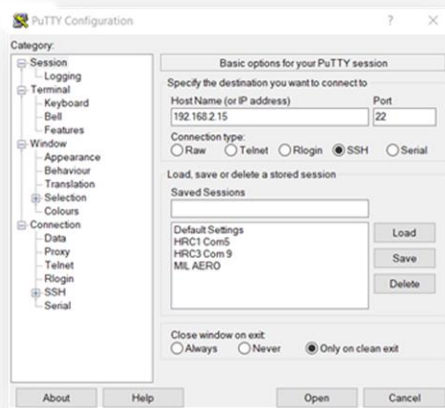 PuTTY Configuration
? X
Category:
Session
Logging
Terminal
Keyboard
Bell
Features
Window
Appearance
Behaviour
Translation
Selection
Colours
Connection
Data
Proxy
Telnet
Rlogin
SSH
Serial
Basic options for your PuTTY session
Specify the destination you want to connect to
Host Name (or IP address) Port
192.168.2.15 22
Connection type:
Raw Telnet Rlogin SSH Serial
Load, save or delete a stored session
Saved Sessions
Default Settings
HRC1 Com5
HRC3 Com 9
MIL AERO
Load
Save
Delete
Close window on exit:
Always Never Only on clean exit
About Help Open Cancel